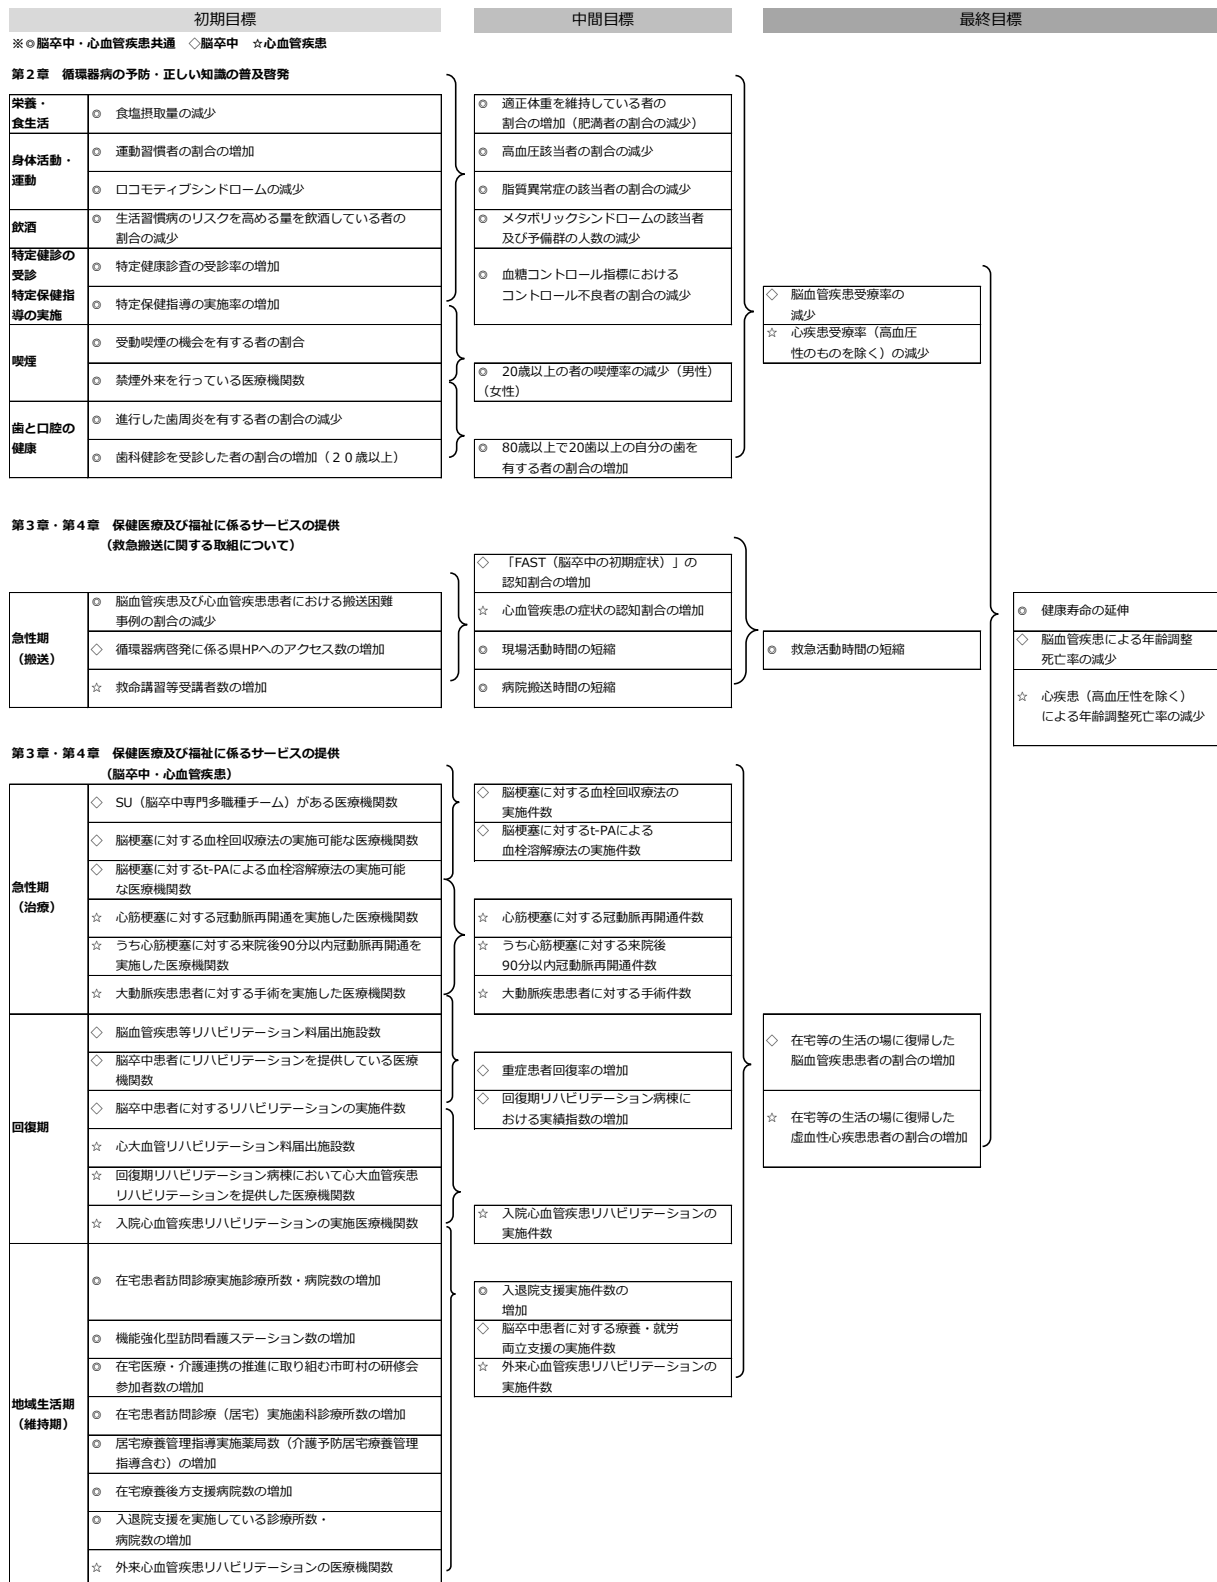 初期目標
中間目標
最終目標
※◎脳卒中・心血管疾患共通　◇脳卒中　☆心血管疾患
第２章　循環器病の予防・正しい知識の普及啓発
栄養・
食生活
◎　食塩摂取量の減少
身体活動・
運動
◎　運動習慣者の割合の増加
◎　ロコモティブシンドロームの減少
飲酒
◎　生活習慣病のリスクを高める量を飲酒している者の
割合の減少
特定健診の
受診
特定保健指
導の実施
◎　特定健康診査の受診率の増加
◎　特定保健指導の実施率の増加
喫煙
◎　受動喫煙の機会を有する者の割合
◎　禁煙外来を行っている医療機関数
歯と口腔の
健康
◎　進行した歯周炎を有する者の割合の減少
◎　歯科健診を受診した者の割合の増加（２０歳以上）
◎　適正体重を維持している者の
割合の増加（肥満者の割合の減少）
◎　高血圧該当者の割合の減少
◎　脂質異常症の該当者の割合の減少
◎　メタボリックシンドロームの該当者
及び予備群の人数の減少
◎　血糖コントロール指標における
コントロール不良者の割合の減少
◎　20歳以上の者の喫煙率の減少（男性）
（女性）
◎　80歳以上で20歯以上の自分の歯を
有する者の割合の増加
◇　脳血管疾患受療率の
減少
☆　心疾患受療率（高血圧
性のものを除く）の減少
第３章・第４章　保健医療及び福祉に係るサービスの提供
（救急搬送に関する取組について）
急性期
（搬送）
◎　脳血管疾患及び心血管疾患患者における搬送困難
事例の割合の減少
◇　循環器病啓発に係る県HPへのアクセス数の増加
☆　救命講習等受講者数の増加
◇　「FAST（脳卒中の初期症状）」の
認知割合の増加
☆　心血管疾患の症状の認知割合の増加
◎　現場活動時間の短縮
◎　病院搬送時間の短縮
◎　救急活動時間の短縮
◎　健康寿命の延伸
◇　脳血管疾患による年齢調整
死亡率の減少
☆　心疾患（高血圧性を除く）
による年齢調整死亡率の減少
第３章・第４章　保健医療及び福祉に係るサービスの提供
（脳卒中・心血管疾患）
急性期
（治療）
◇　SU（脳卒中専門多職種チーム）がある医療機関数
◇　脳梗塞に対する血栓回収療法の実施可能な医療機関数
◇　脳梗塞に対するt-PAによる血栓溶解療法の実施可能
な医療機関数
☆　心筋梗塞に対する冠動脈再開通を実施した医療機関数
☆　うち心筋梗塞に対する来院後90分以内冠動脈再開通を
実施した医療機関数
☆　大動脈疾患患者に対する手術を実施した医療機関数
◇　脳梗塞に対する血栓回収療法の
実施件数
◇　脳梗塞に対するt-PAによる
血栓溶解療法の実施件数
☆　心筋梗塞に対する冠動脈再開通件数
☆　うち心筋梗塞に対する来院後
90分以内冠動脈再開通件数
☆　大動脈疾患患者に対する手術件数
回復期
◇　脳血管疾患等リハビリテーション料届出施設数
◇　脳卒中患者にリハビリテーションを提供している医療
機関数
◇　脳卒中患者に対するリハビリテーションの実施件数
☆　心大血管リハビリテーション料届出施設数
☆　回復期リハビリテーション病棟において心大血管疾患
リハビリテーションを提供した医療機関数
☆　入院心血管疾患リハビリテーションの実施医療機関数
◇　重症患者回復率の増加
◇　回復期リハビリテーション病棟に
おける実績指数の増加
☆　入院心血管疾患リハビリテーションの
実施件数
◇　在宅等の生活の場に復帰した
脳血管疾患患者の割合の増加
☆　在宅等の生活の場に復帰した
虚血性心疾患患者の割合の増加
地域生活期
（維持期）
◎　在宅患者訪問診療実施診療所数・病院数の増加
◎　機能強化型訪問看護ステーション数の増加
◎　在宅医療・介護連携の推進に取り組む市町村の研修会
参加者数の増加
◎　在宅患者訪問診療（居宅）実施歯科診療所数の増加
◎　居宅療養管理指導実施薬局数（介護予防居宅療養管理
指導含む）の増加
◎　在宅療養後方支援病院数の増加
◎　入退院支援を実施している診療所数・
病院数の増加
☆　外来心血管疾患リハビリテーションの医療機関数
◎　入退院支援実施件数の
増加
◇　脳卒中患者に対する療養・就労
両立支援の実施件数
☆　外来心血管疾患リハビリテーションの
実施件数